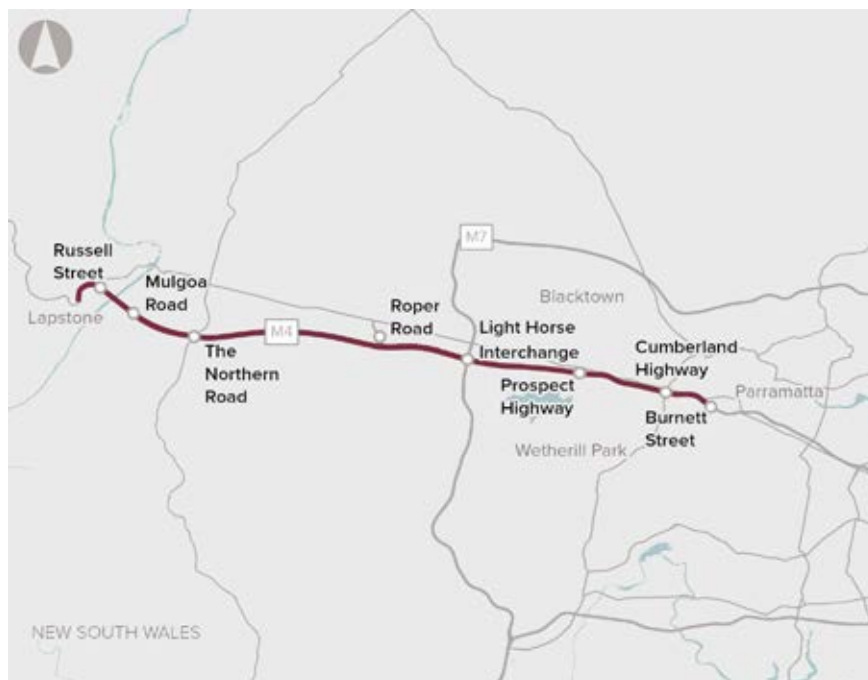 M7
Russell
Street
Mulgoa
Road
Lapstone
Blacktown
Roper
Road
M4
Light Horse
Interchange
The
Northern
Road
Cumberland
Highway
Prospect
Highway
Parramatta
Burnett
Street
Wetherill Park
NEW SOUTH WALES